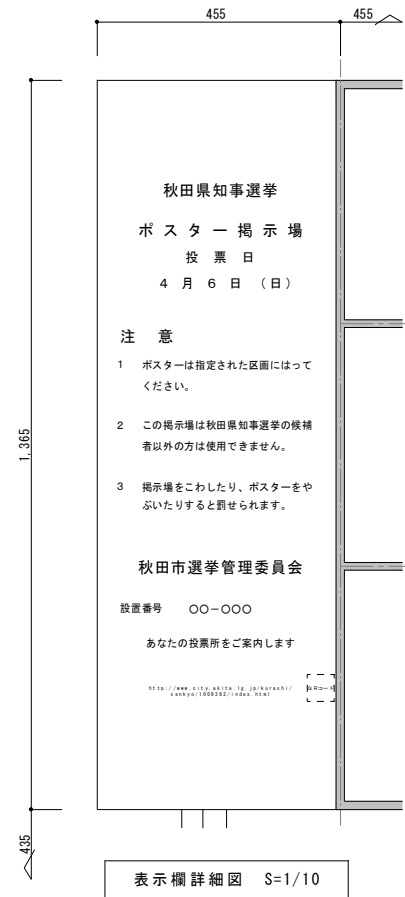 455
455
秋田県知事選挙
ポスター掲示場
投票日
4月6日（日）
注意
1 ポスターは指定された区画にはって
ください。
2 この掲示場は秋田県知事選挙の候補
者以外の方は使用できません。
3 掲示場をこわしたり、ポスターをや
ぶいたりすると罰せられます。
1,365
秋田市選挙管理委員会
設置番号 〇〇－〇〇〇
あなたの投票所をご案内します
http://www.city.akita.lg.jp/kurashi/
senkyo/1009382/index.html
QRコード
435
表示欄詳細図 S=1/10